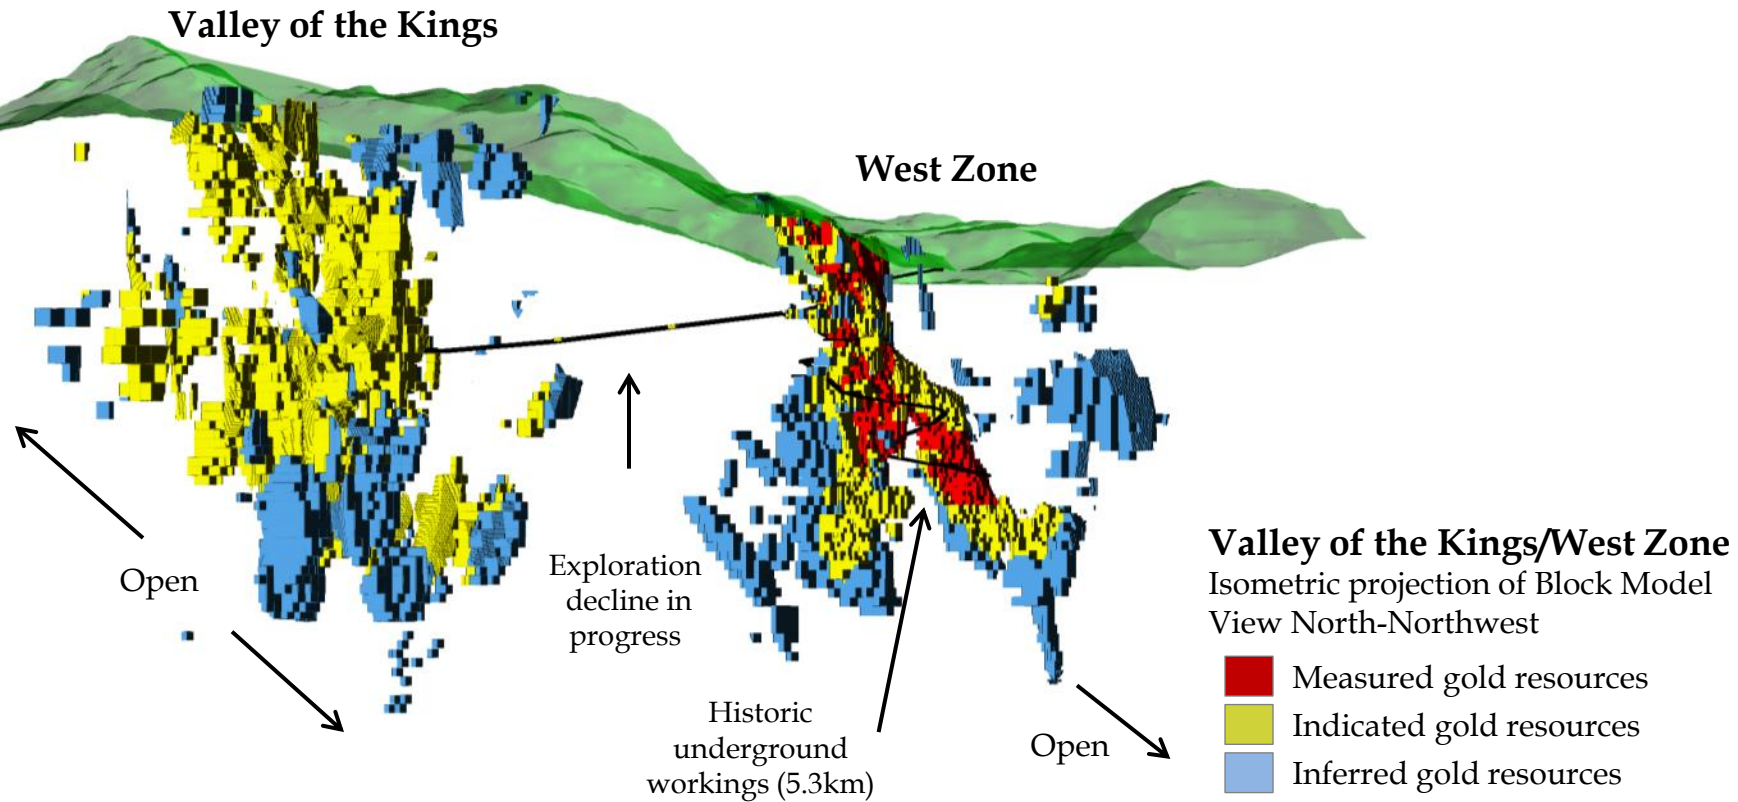 Valley of the Kings
West Zone
Open
Exploration
decline in
progress
Historic
underground
workings (5.3km)
Open
Valley of the Kings/West Zone
Isometric projection of Block Model
View North-Northwest
Measured gold resources
Indicated gold resources
Inferred gold resources